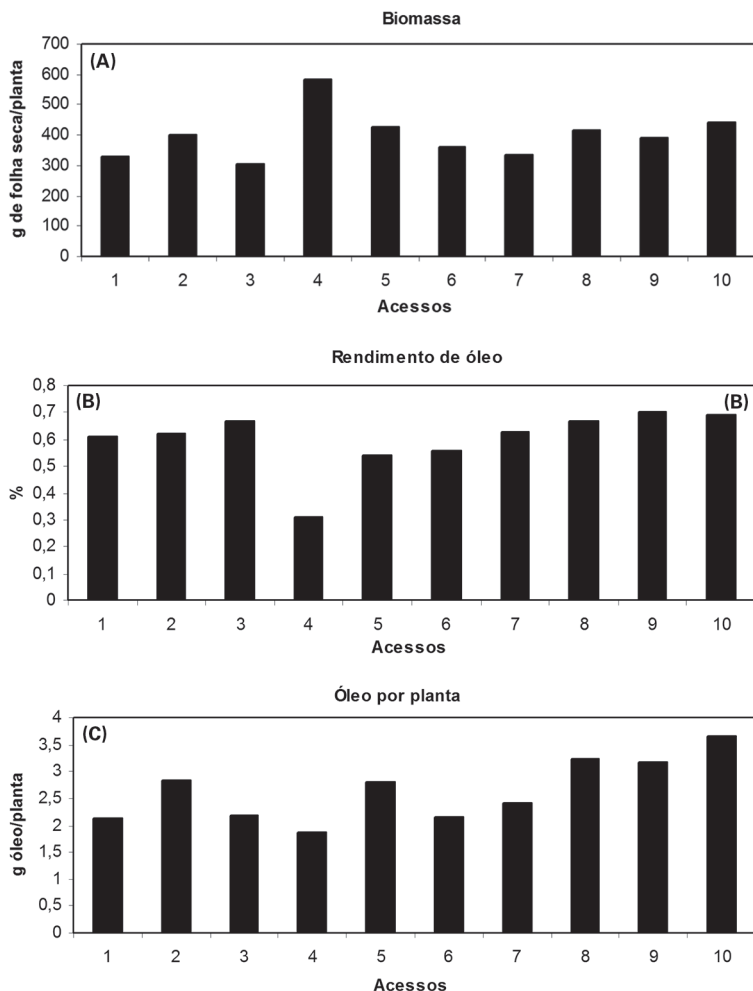 Biomassa
(A)
g de folha seca/planta
700
600
500
400
300
200
100
0
1 2 3 4 5 6 7 8 9 10
Acessos
Rendimento de óleo
(B) (B)
%
0,8
0,7
0,6
0,5
0,4
0,3
0,2
0,1
0
1 2 3 4 5 6 7 8 9 10
Acessos
Óleo por planta
(C)
g óleo/planta
4
3,5
3
2,5
2
1,5
1
0,5
0
1 2 3 4 5 6 7 8 9 10
Acessos